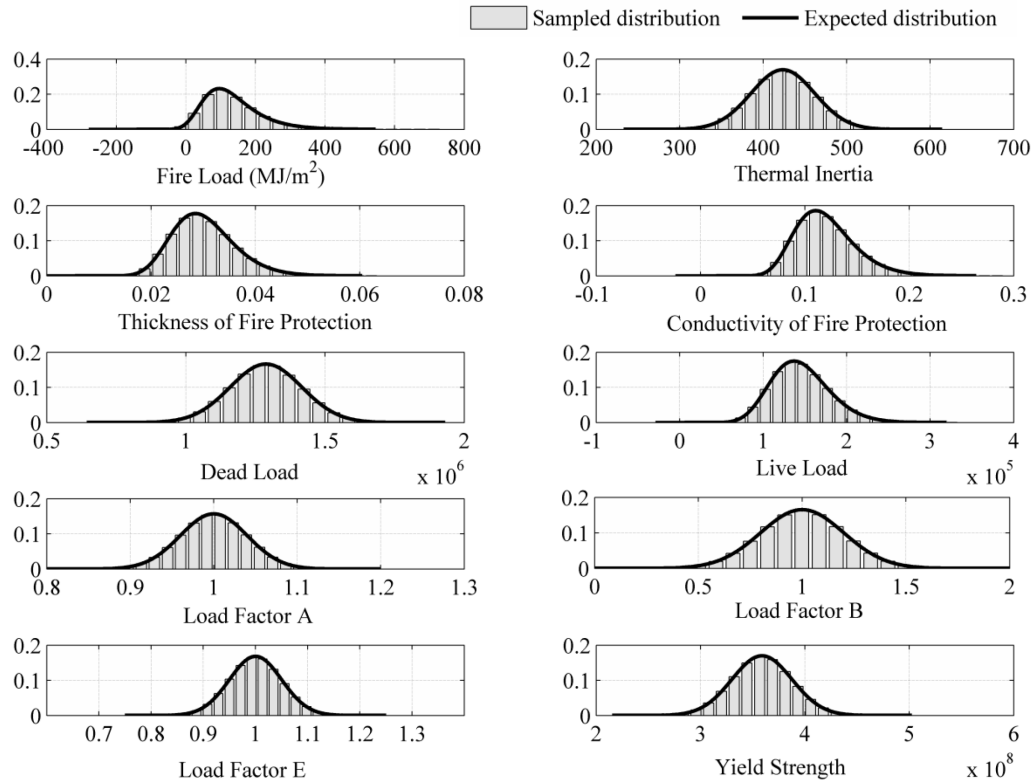 Sampled distribution Expected distribution
0.4
0.2
0
-400 -200 0 200 400 600 800
Fire Load (MJ/m²)
0.2
0.1
0
200 300 400 500 600 700
Thermal Inertia
0.2
0.1
0
0 0.02 0.04 0.06 0.08
Thickness of Fire Protection
0.2
0.1
0
-0.1 0 0.1 0.2 0.3
Conductivity of Fire Protection
0.2
0.1
0
0.5 1 1.5 2
Dead Load x 10⁶
0.2
0.1
0
-1 0 1 2 3 4
Live Load x 10⁵
0.2
0.1
0
0.8 0.9 1 1.1 1.2 1.3
Load Factor A
0.2
0.1
0
0 0.5 1 1.5 2
Load Factor B
0.2
0.1
0
0.7 0.8 0.9 1 1.1 1.2 1.3
Load Factor E
0.2
0.1
0
2 3 4 5 6
Yield Strength x 10⁸